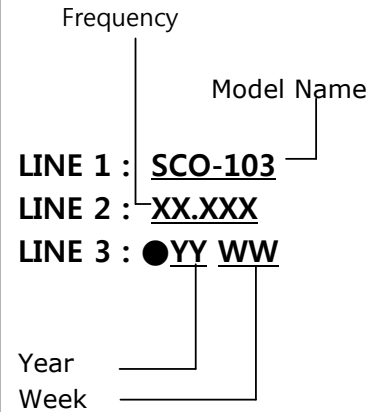 Frequency
Model Name
LINE 1 : SCO-103
LINE 2 : XX.XXX
LINE 3 : ●YY WW
Year
Week